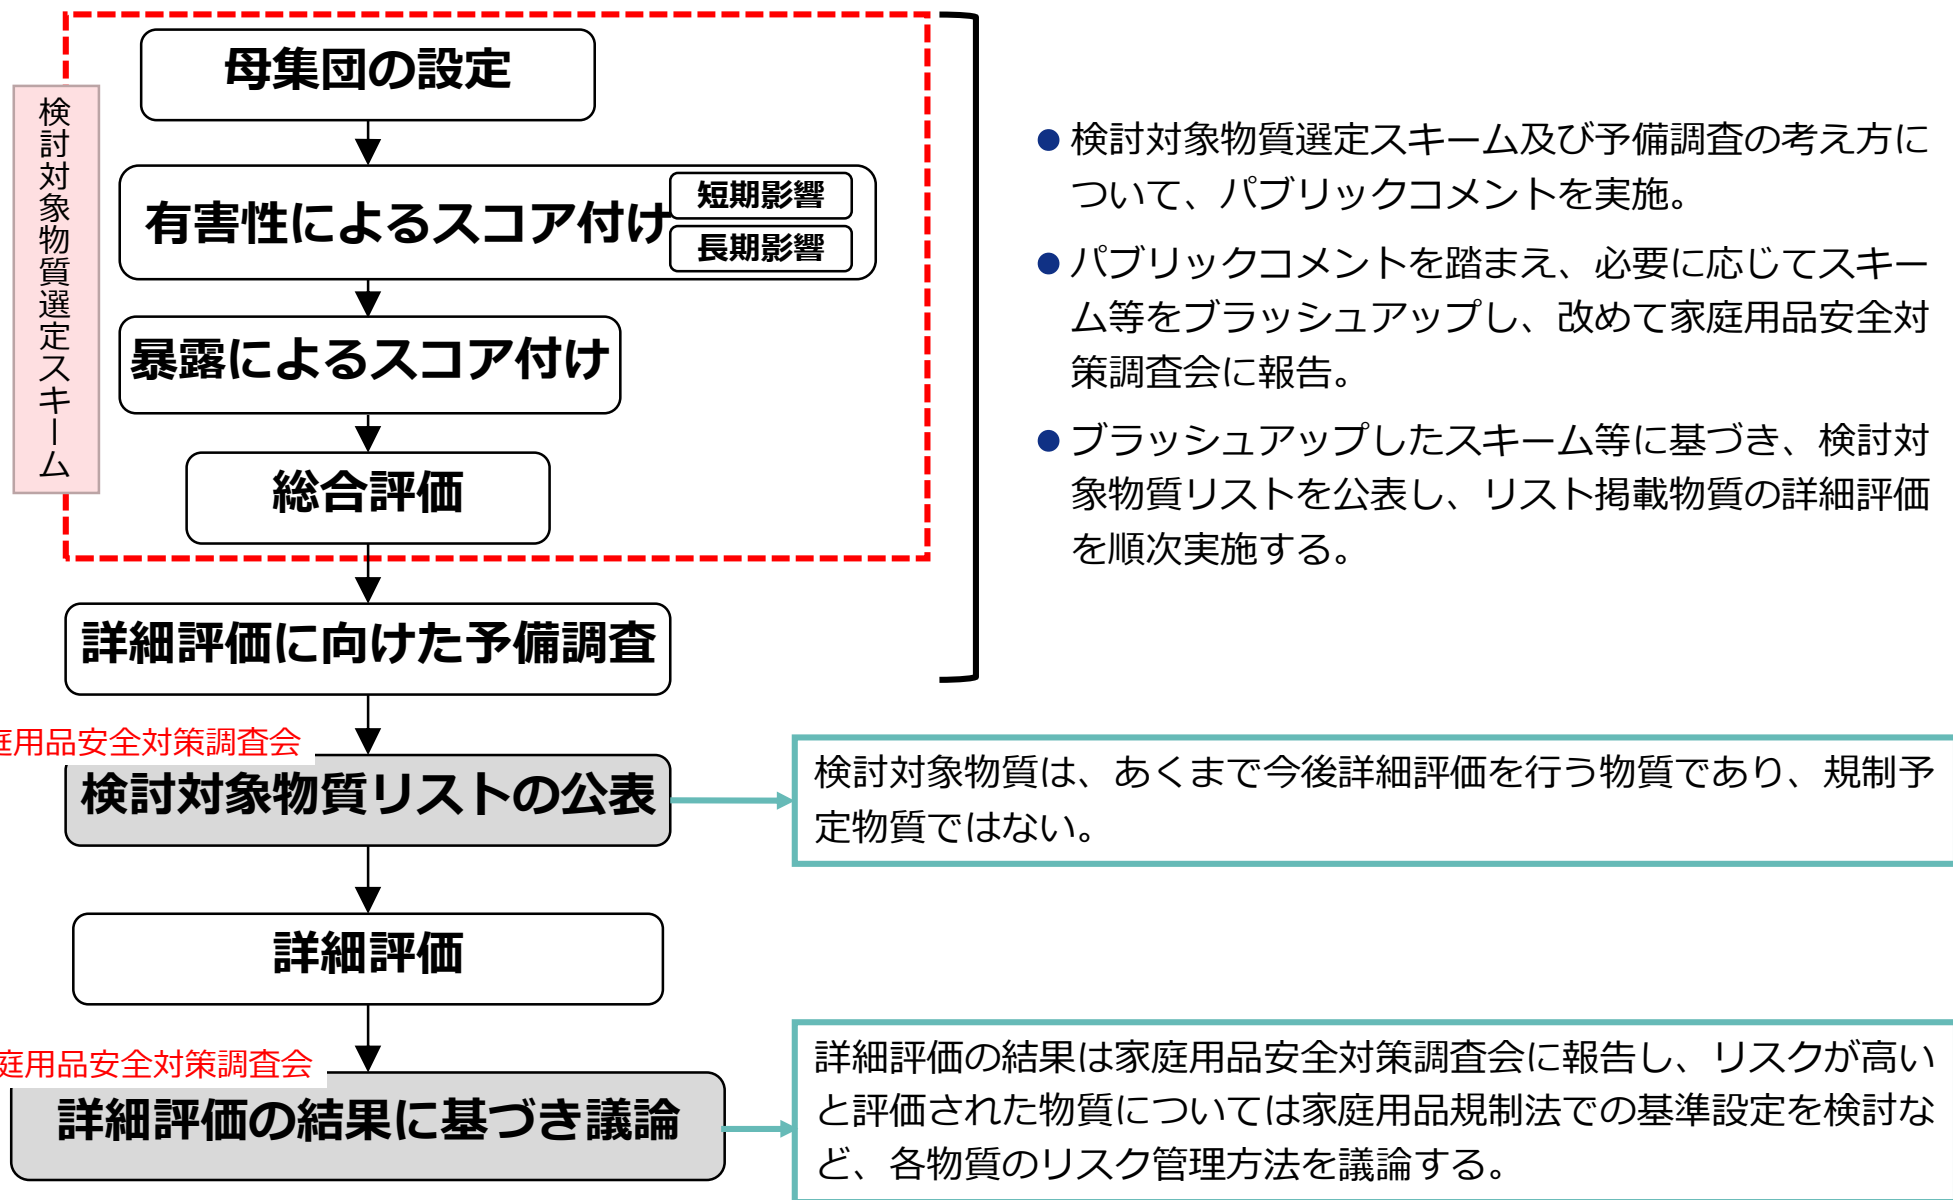 母集団の設定
検討対象物質選定スキーム
有害性によるスコア付け
短期影響
長期影響
暴露によるスコア付け
総合評価
詳細評価に向けた予備調査
検討対象物質選定スキーム及び予備調査の考え方に
ついて、パブリックコメントを実施。
パブリックコメントを踏まえ、必要に応じてスキー
ム等をブラッシュアップし、改めて家庭用品安全対
策調査会に報告。
ブラッシュアップしたスキーム等に基づき、検討対
象物質リストを公表し、リスト掲載物質の詳細評価
を順次実施する。
庭用品安全対策調査会
検討対象物質リストの公表
検討対象物質は、あくまで今後詳細評価を行う物質であり、規制予
定物質ではない。
詳細評価
庭用品安全対策調査会
詳細評価の結果に基づき議論
詳細評価の結果は家庭用品安全対策調査会に報告し、リスクが高い
と評価された物質については家庭用品規制法での基準設定を検討な
ど、各物質のリスク管理方法を議論する。